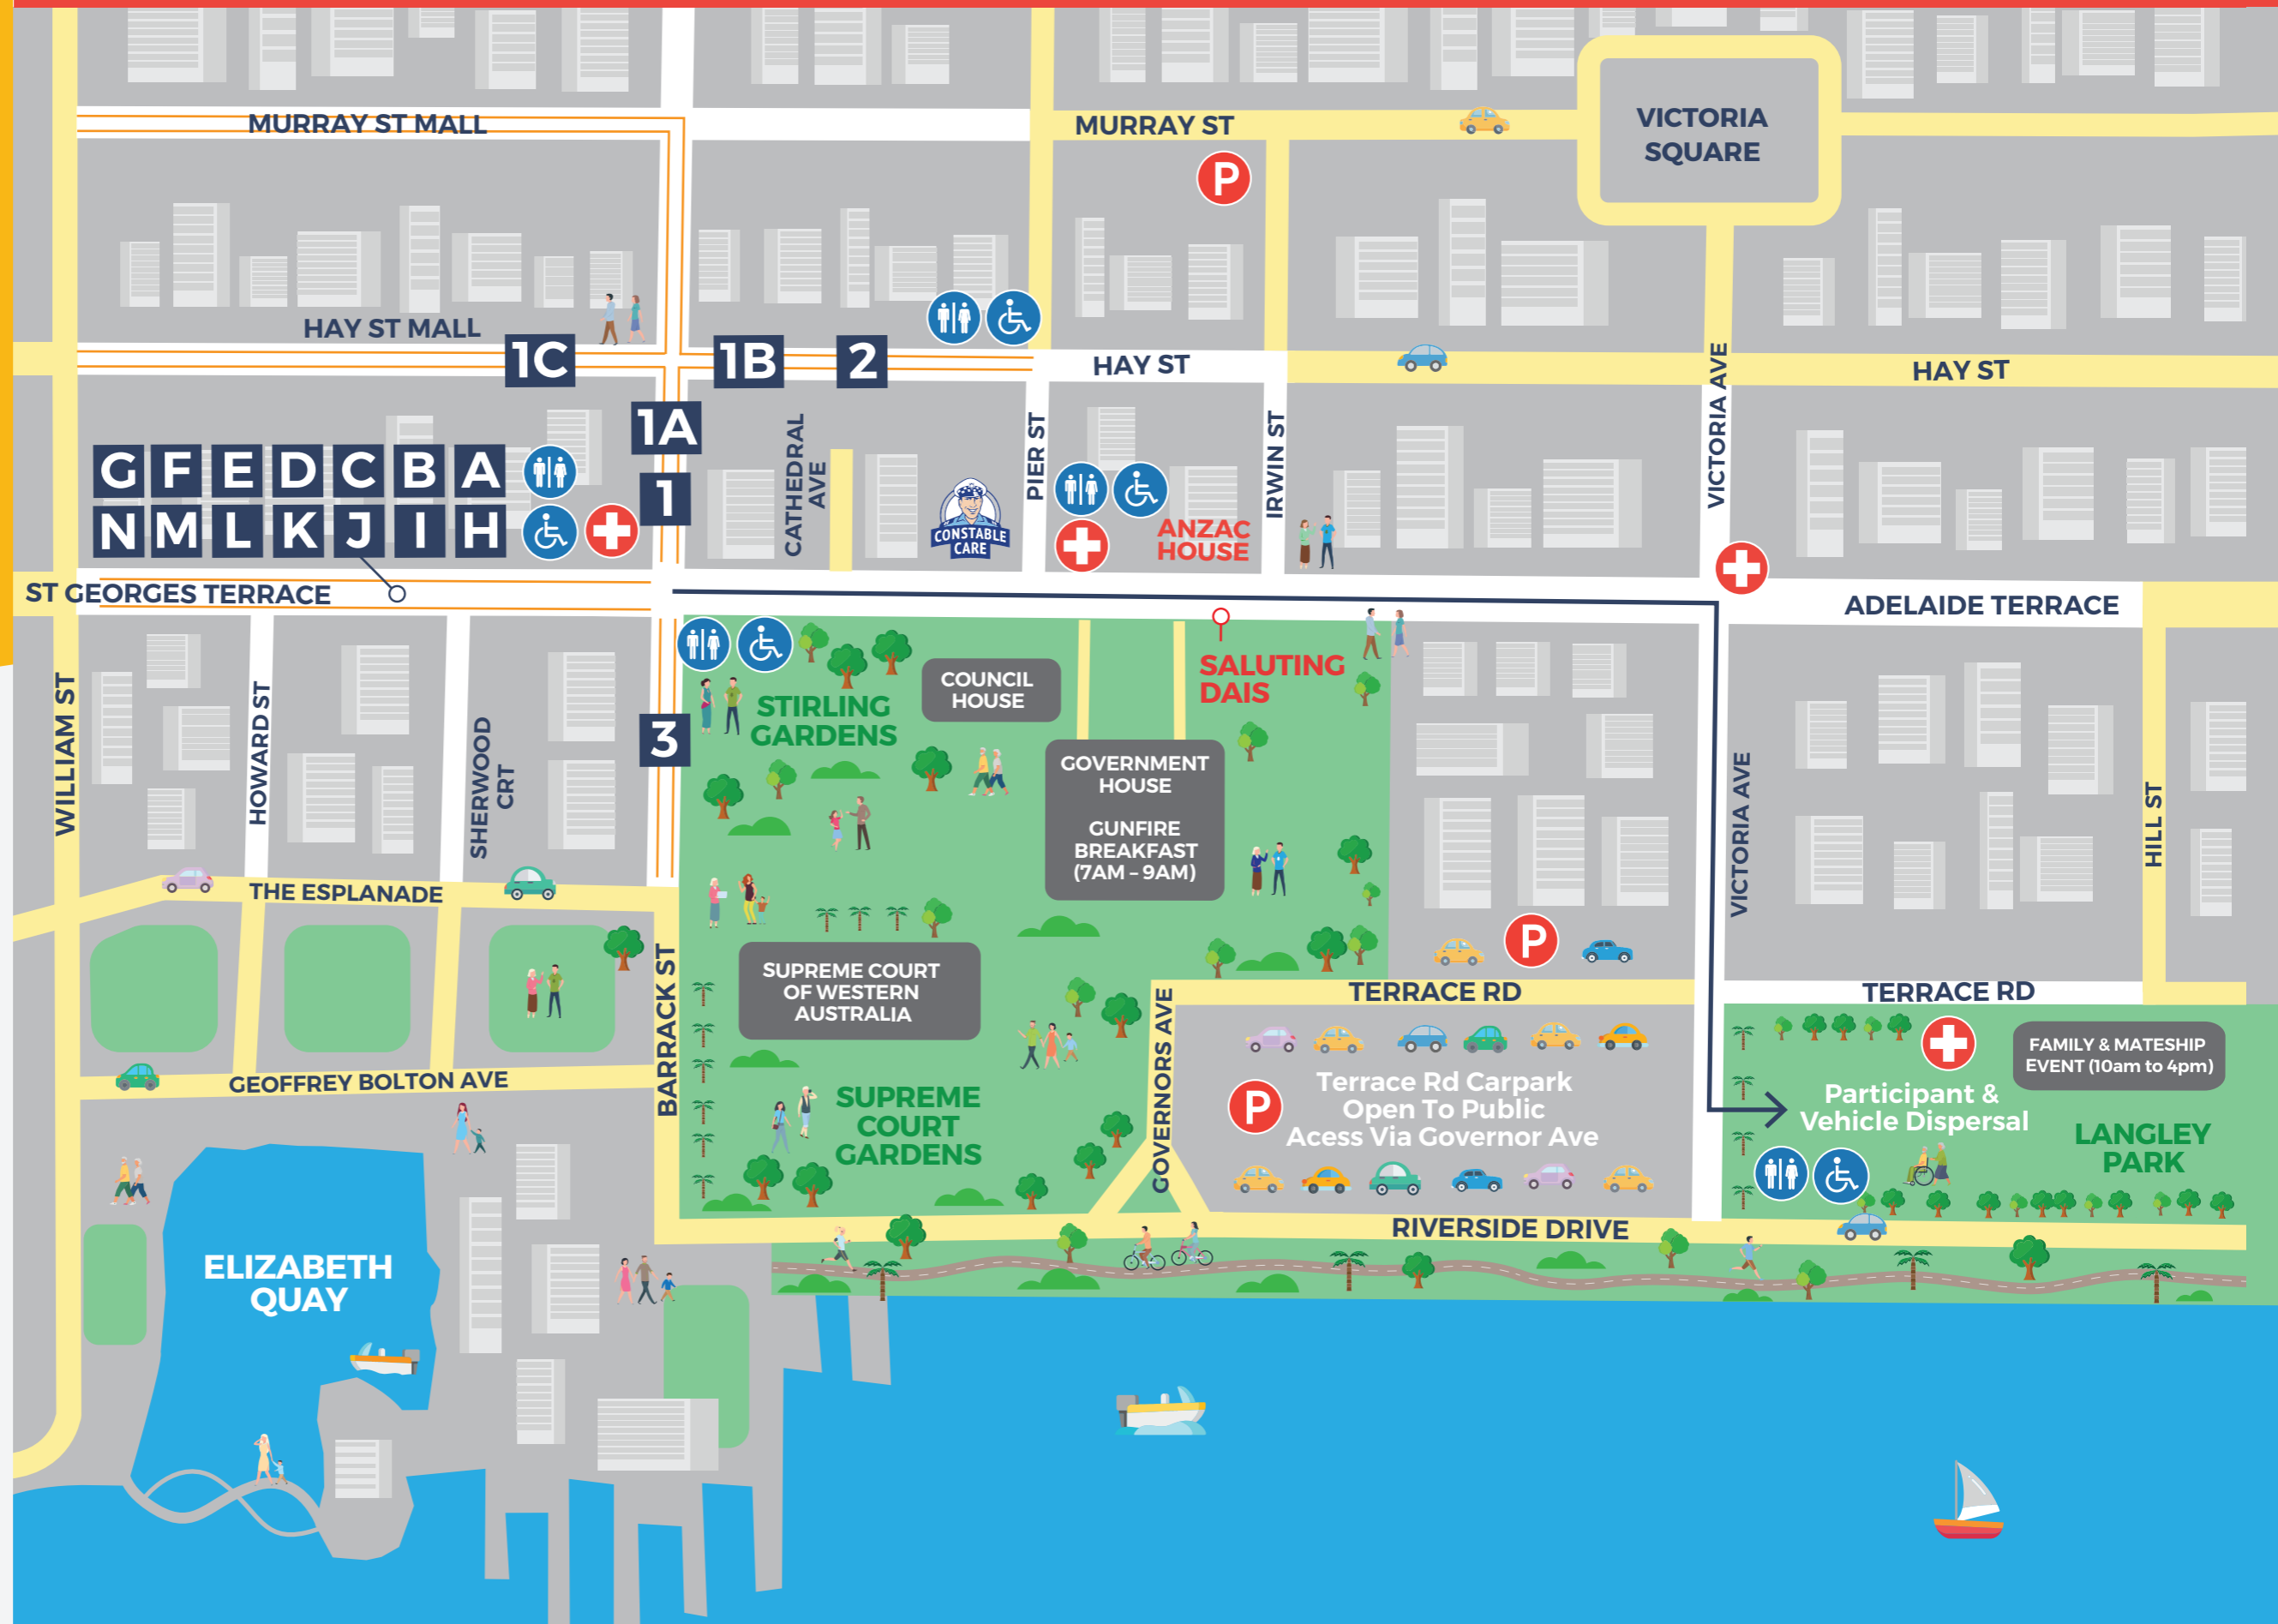 MURRAY ST MALL
MURRAY ST
VICTORIA
SQUARE
P
HAY ST MALL
1C
1B
2
HAY ST
HAY ST
1A
1
CATHEDRAL
AVE
PIER ST
IRWIN ST
VICTORIA AVE
G F E D C B A
N M L K J I H
CONSTABLE
CARE
ANZAC
HOUSE
ST GEORGES TERRACE
ADELAIDE TERRACE
WILLIAM ST
HOWARD ST
SHERWOOD
CRT
3
STIRLING
GARDENS
COUNCIL
HOUSE
SALUTING
DAIS
GOVERNMENT
HOUSE
GUNFIRE
BREAKFAST
(7AM – 9AM)
VICTORIA AVE
HILL ST
THE ESPLANADE
BARRACK ST
SUPREME COURT
OF WESTERN
AUSTRALIA
P
GOVERNORS AVE
TERRACE RD
TERRACE RD
GEOFFREY BOLTON AVE
SUPREME
COURT
GARDENS
P
Terrace Rd Carpark
Open To Public
Acess Via Governor Ave
FAMILY & MATESHIP
EVENT (10am to 4pm)
Participant &
Vehicle Dispersal
LANGLEY
PARK
RIVERSIDE DRIVE
ELIZABETH
QUAY